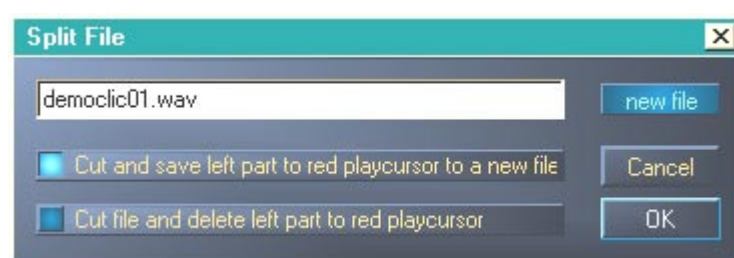 Split File
democlic01.wav
new file
Cut and save left part to red playcursor to a new file
Cancel
Cut file and delete left part to red playcursor
OK